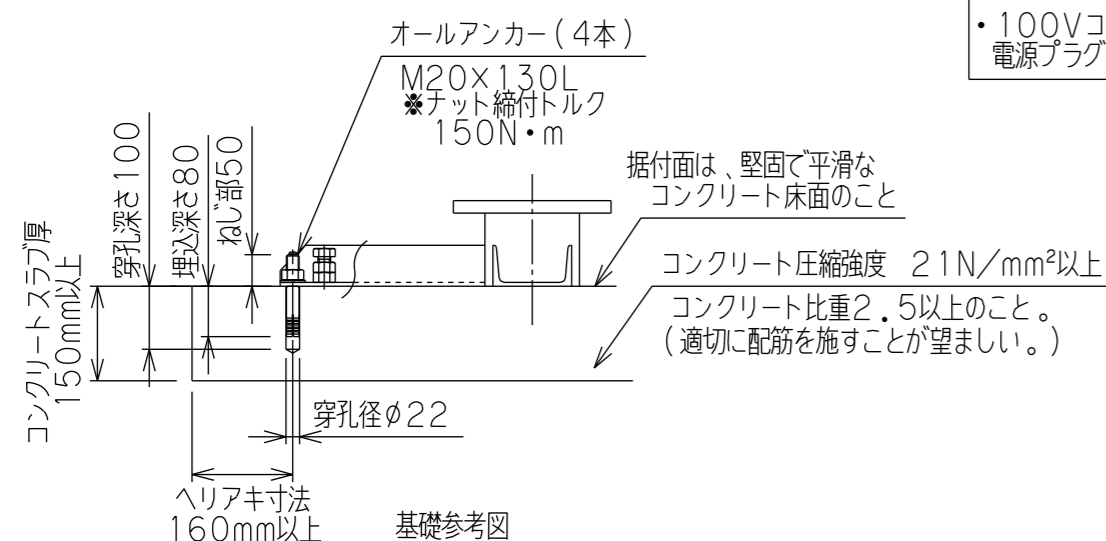 オールアンカー(4本)
M20×130L
※ナット締付トルク
150N・m
・100Vコ
電源プラグ
据付面は、堅固で平滑な
コンクリート床面のこと
コンクリートスラブ厚
150mm以上
穿孔深さ100
埋込深さ80
ねじ部50
コンクリート圧縮強度 21N/mm²以上
コンクリート比重2.5以上のこと。
(適切に配筋を施すことが望ましい。)
穿孔径φ22
ヘリアキ寸法
160mm以上
基礎参考図